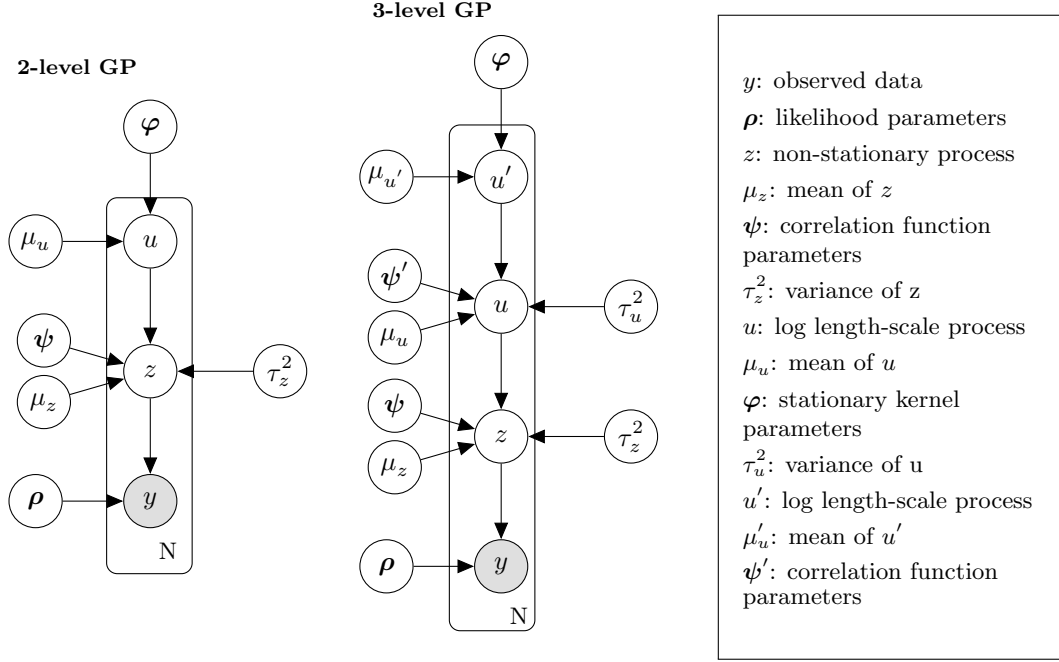 2-level GP
φ
μ_u
u
ψ
z
τ_z^2
μ_z
ρ
y
N
3-level GP
φ
μ_{u'}
u'
ψ'
u
τ_u^2
μ_u
ψ
z
τ_z^2
μ_z
ρ
y
N
y: observed data
ρ: likelihood parameters
z: non-stationary process
μ_z: mean of z
ψ: correlation function
parameters
τ_z^2: variance of z
u: log length-scale process
μ_u: mean of u
φ: stationary kernel
parameters
τ_u^2: variance of u
u': log length-scale process
μ'_u: mean of u'
ψ': correlation function
parameters